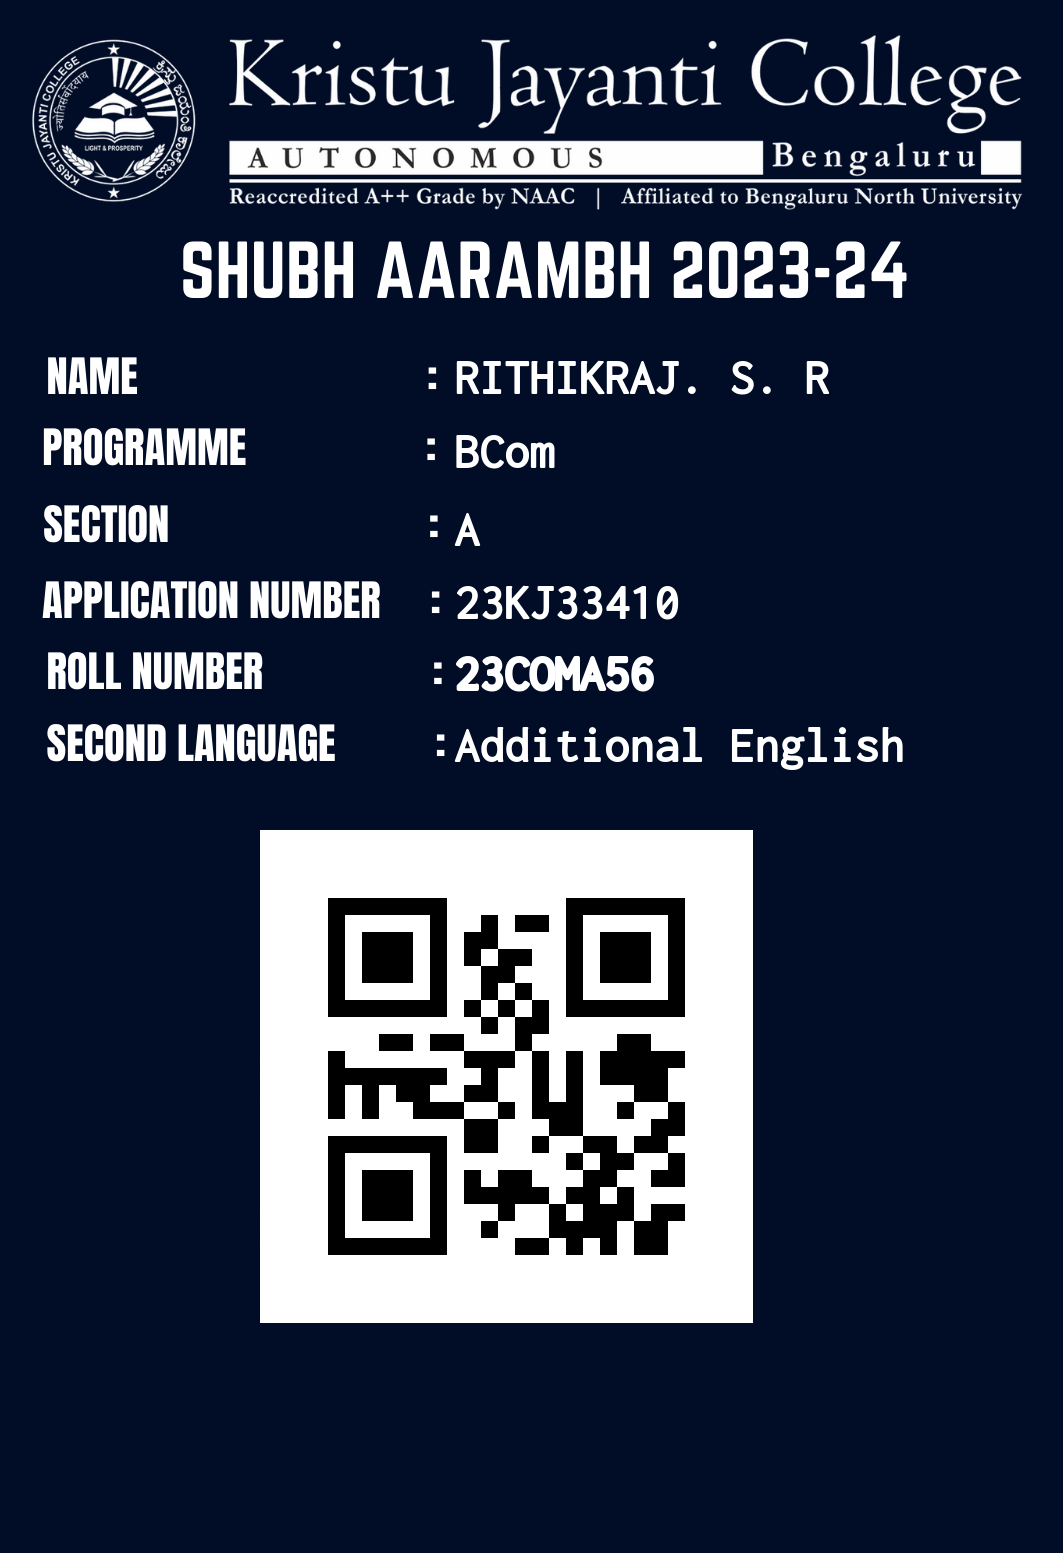 Kristu Jayanti College
AUTONOMOUS Bengaluru
Reaccredited A++ Grade by NAAC | Affiliated to Bengaluru North University
KRISTU JAYANTI COLLEGE
LIGHT & PROSPERITY
SHUBH AARAMBH 2023-24
NAME : RITHIKRAJ. S. R
PROGRAMME : BCom
SECTION : A
APPLICATION NUMBER : 23KJ33410
ROLL NUMBER : 23COMA56
SECOND LANGUAGE : Additional English